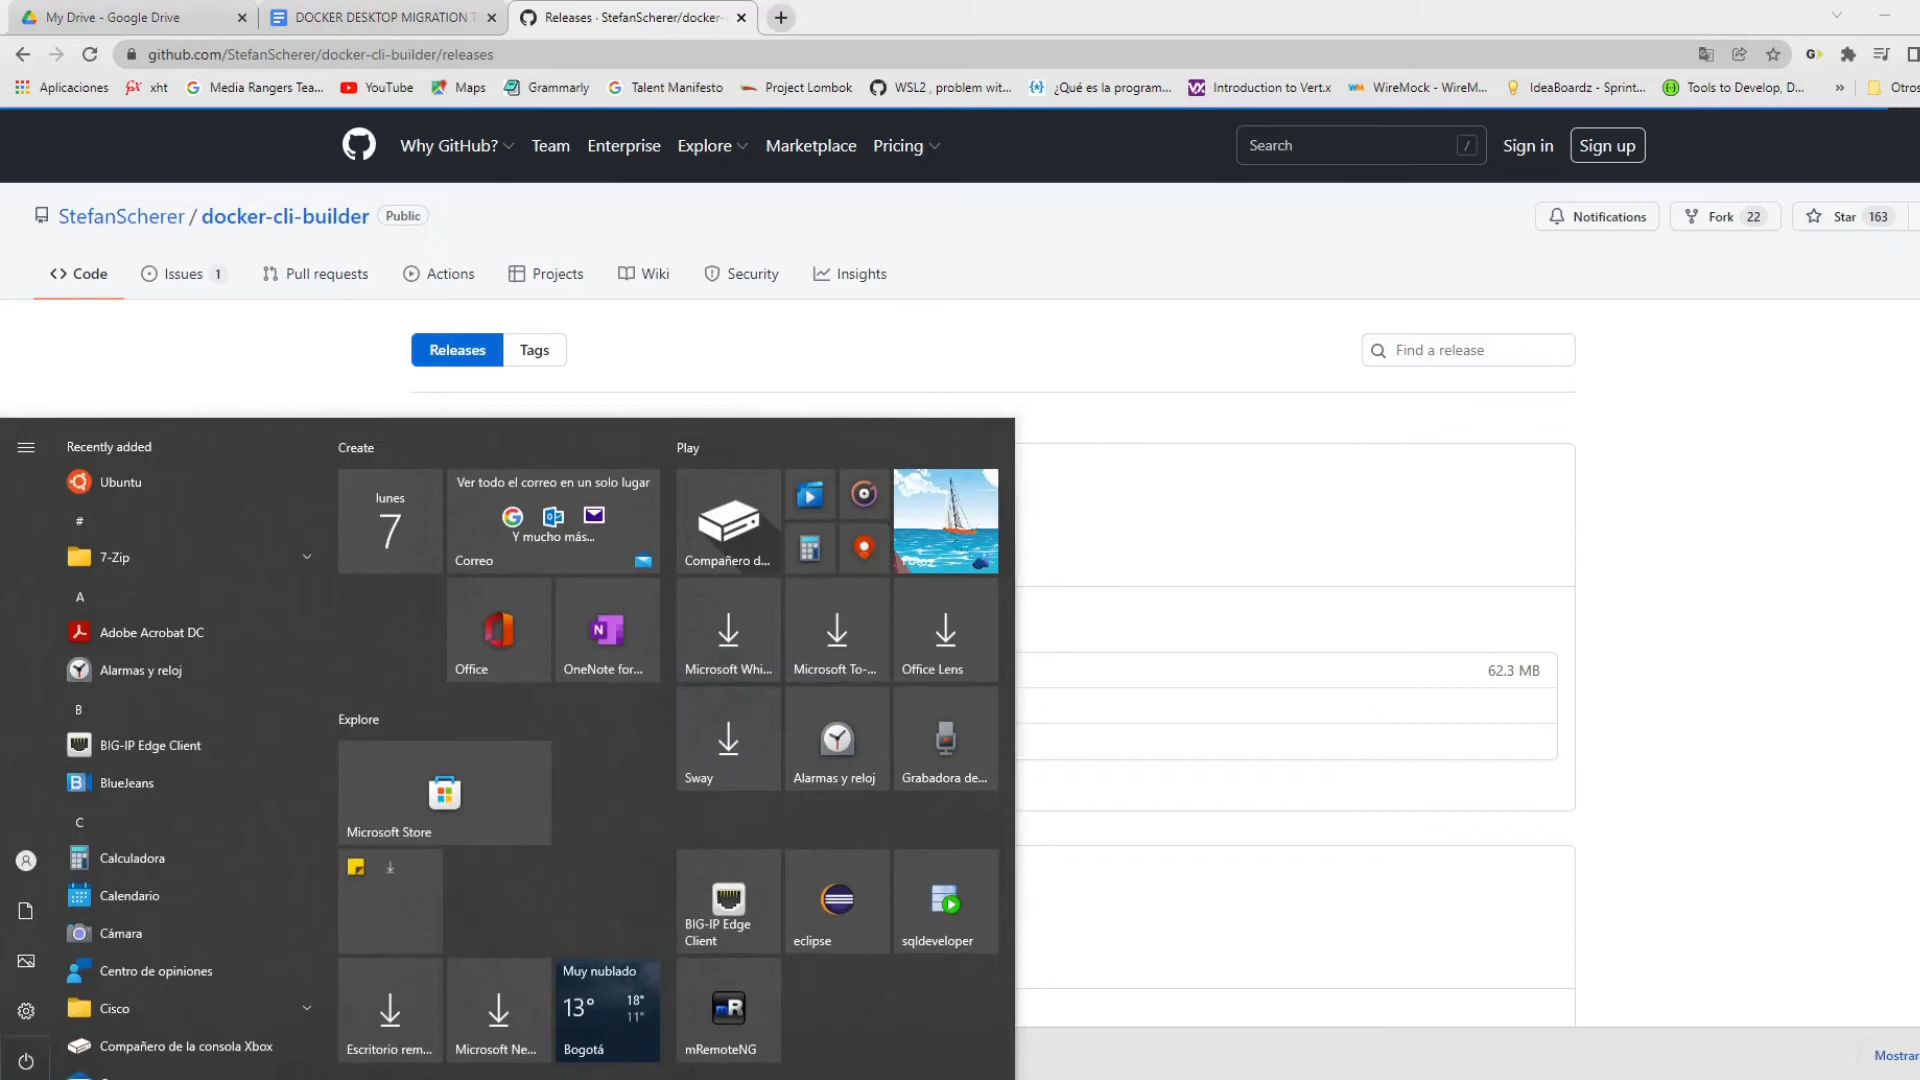 My Drive - Google Drive
DOCKER DESKTOP MIGRATION T
Releases · StefanScherer/docker-
github.com/StefanScherer/docker-cli-builder/releases
Aplicaciones
xht
Media Rangers Tea...
YouTube
Maps
Grammarly
Talent Manifesto
Project Lombok
WSL2 , problem wit...
¿Qué es la program...
Introduction to Vert.x
WireMock - WireM...
IdeaBoardz - Sprint...
Tools to Develop, D...
»
Otros
Why GitHub?
Team
Enterprise
Explore
Marketplace
Pricing
Search
/
Sign in
Sign up
StefanScherer / docker-cli-builder
Public
Notifications
Fork 22
Star 163
Code
Issues 1
Pull requests
Actions
Projects
Wiki
Security
Insights
Releases
Tags
Find a release
62.3 MB
Mostrar
Recently added
Ubuntu
#
7-Zip
A
Adobe Acrobat DC
Alarmas y reloj
B
BIG-IP Edge Client
BlueJeans
C
Calculadora
Calendario
Cámara
Centro de opiniones
Cisco
Compañero de la consola Xbox
Create
lunes
7
Ver todo el correo en un solo lugar
Y mucho más...
Correo
Office
OneNote for...
Explore
Microsoft Store
Escritorio rem...
Microsoft Ne...
Muy nublado
13°
18°
11°
Bogotá
Play
Compañero d...
Microsoft Whi...
Microsoft To-...
Office Lens
Sway
Alarmas y reloj
Grabadora de...
BIG-IP Edge
Client
eclipse
sqldeveloper
mRemoteNG